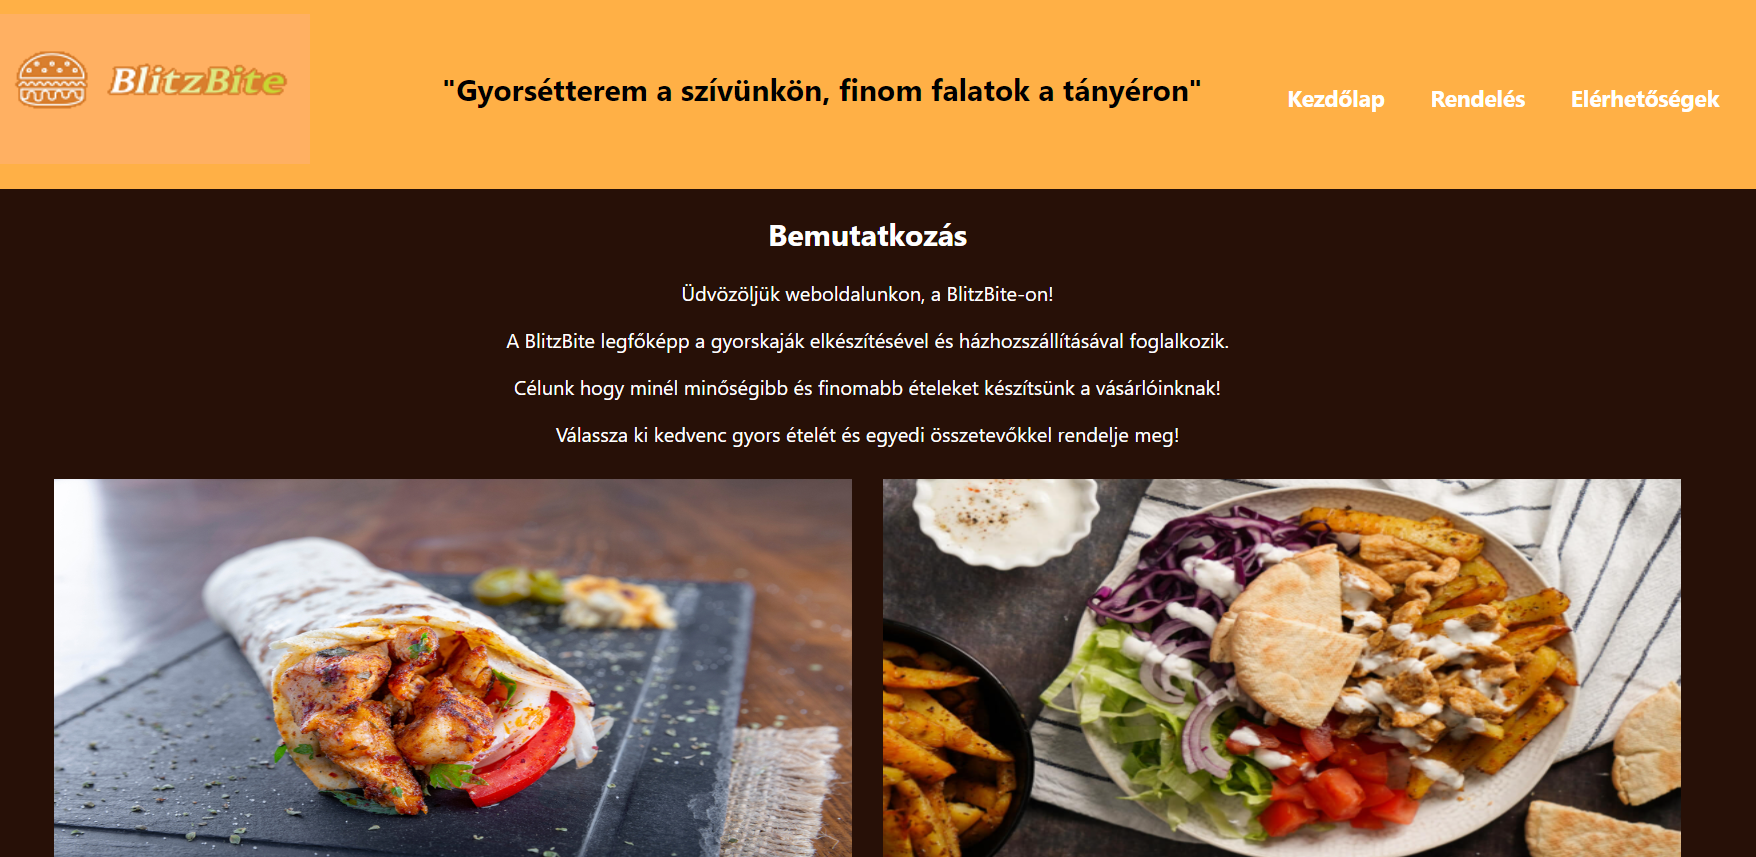 BlitzBite
"Gyorsétterem a szívünkön, finom falatok a tányéron"
Kezdőlap
Rendelés
Elérhetőségek
Bemutatkozás
Üdvözöljük weboldalunkon, a BlitzBite-on!
A BlitzBite legfőképp a gyorskaják elkészítésével és házhozszállításával foglalkozik.
Célunk hogy minél minőségibb és finomabb ételeket készítsünk a vásárlóinknak!
Válassza ki kedvenc gyors ételét és egyedi összetevőkkel rendelje meg!